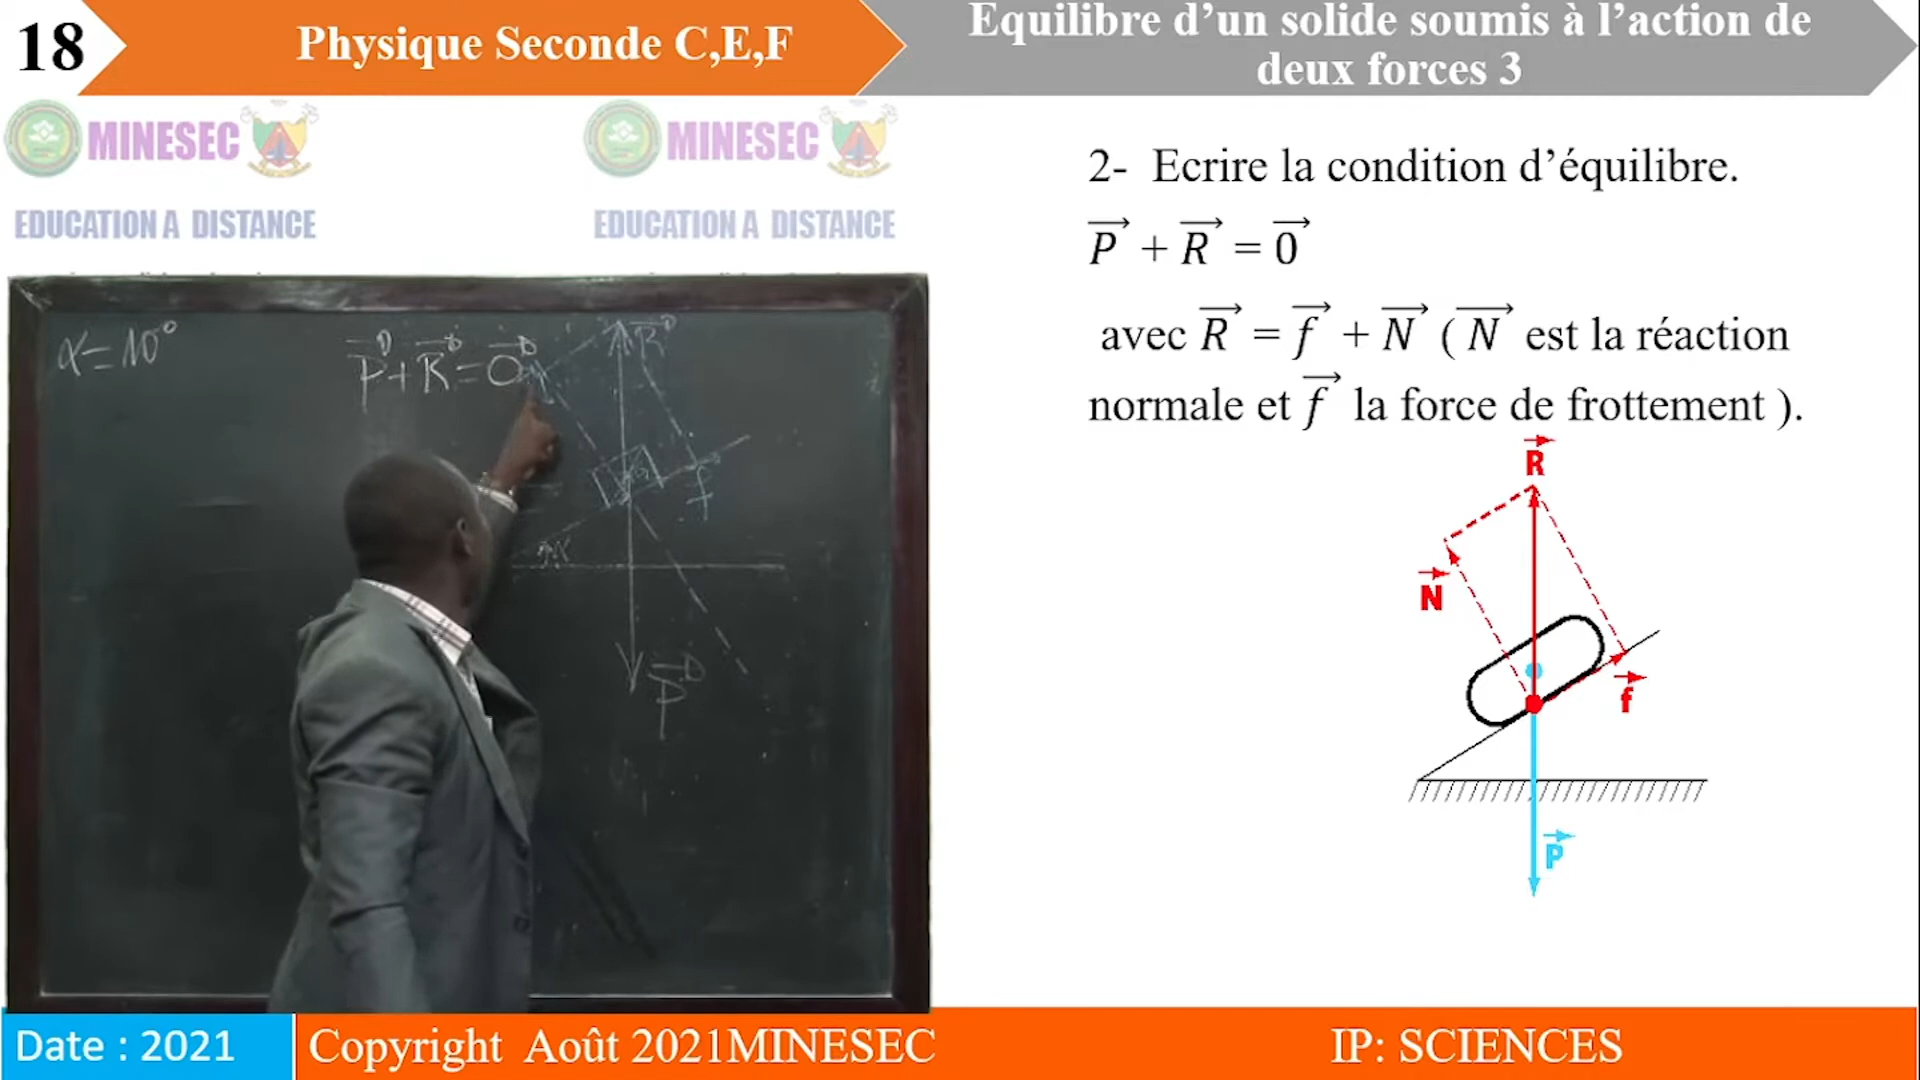 18
Physique Seconde C,E,F
Equilibre d’un solide soumis à l’action de
deux forces 3
MINESEC
EDUCATION A DISTANCE
MINESEC
EDUCATION A DISTANCE
2- Ecrire la condition d’équilibre.
P + R = 0
avec R = f + N ( N est la réaction
normale et f la force de frottement ).
R
N
f
P
α = 10°
P + R = 0
R
f
P
Date : 2021
Copyright Août 2021MINESEC
IP: SCIENCES